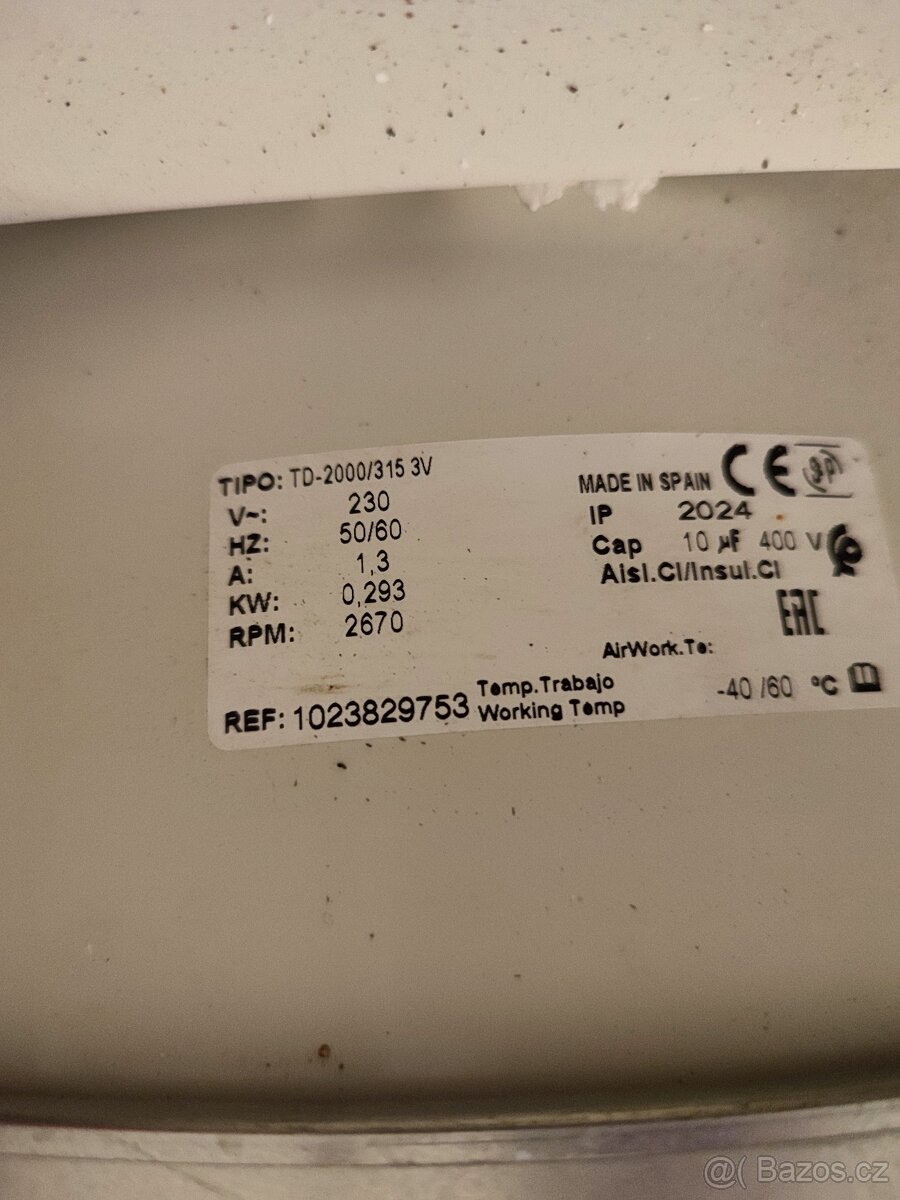 TIPO: TD-2000/315 3V
V~: 230
HZ: 50/60
A: 1,3
KW: 0,293
RPM: 2670
REF: 1023829753
MADE IN SPAIN CE
IP 2024
Cap 10 µF 400 V
Aisl.Cl/Insul.Cl
EAC
AirWork.Te:
Temp.Trabajo
Working Temp -40 /60 °C
@( Bazos.cz